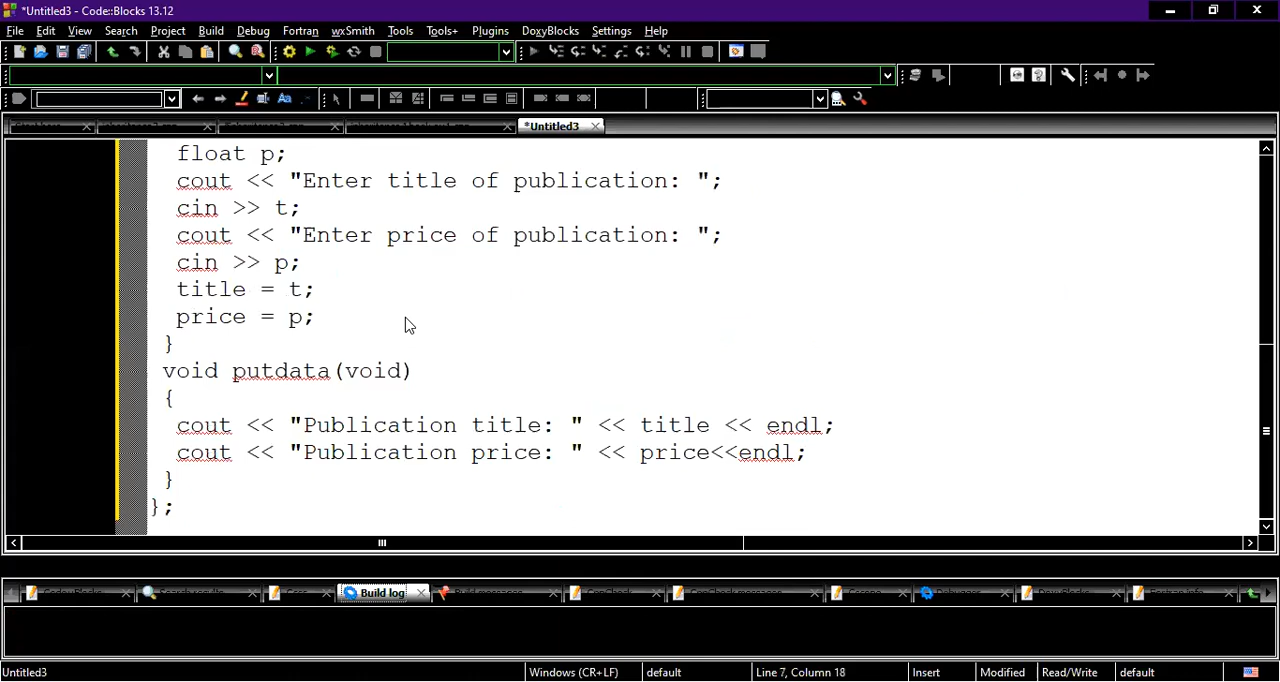 *Untitled3 - Code::Blocks 13.12
File Edit View Search Project Build Debug Fortran wxSmith Tools Tools+ Plugins DoxyBlocks Settings Help
*Untitled3
float p;
cout << "Enter title of publication: ";
cin >> t;
cout << "Enter price of publication: ";
cin >> p;
title = t;
price = p;
}
void putdata(void)
{
cout << "Publication title: " << title << endl;
cout << "Publication price: " << price<<endl;
}
};
Build log
Untitled3 Windows (CR+LF) default Line 7, Column 18 Insert Modified Read/Write default